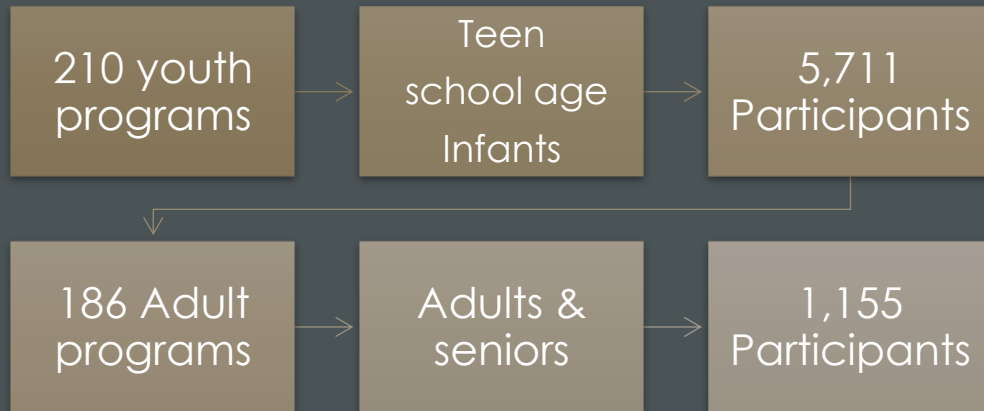 210 youth
programs
Teen
school age
Infants
5,711
Participants
186 Adult
programs
Adults &
seniors
1,155
Participants